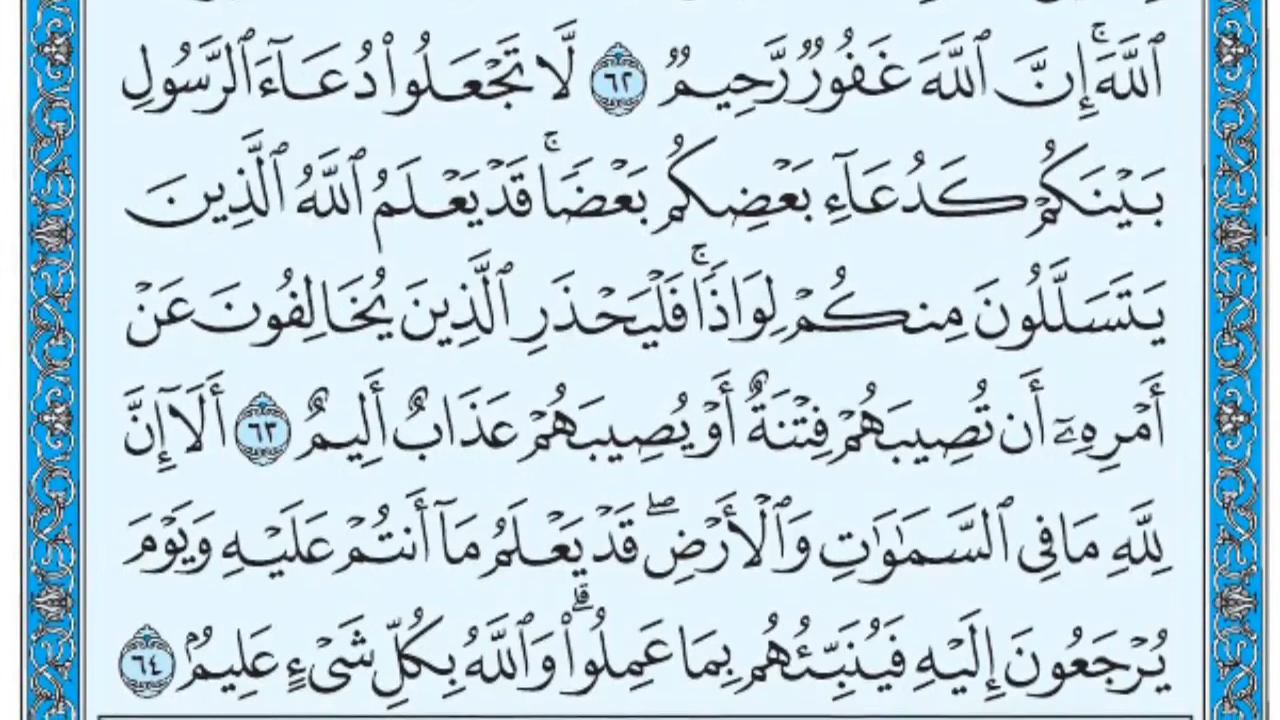 ٱللَّهَۚ إِنَّ ٱللَّهَ غَفُورٌ رَّحِيمٌ ٦٢ لَّا تَجْعَلُوا۟ دُعَآءَ ٱلرَّسُولِ
بَيْنَكُمْ كَدُعَآءِ بَعْضِكُم بَعْضًاۚ قَدْ يَعْلَمُ ٱللَّهُ ٱلَّذِينَ
يَتَسَلَّلُونَ مِنكُمْ لِوَاذًاۚ فَلْيَحْذَرِ ٱلَّذِينَ يُخَالِفُونَ عَنْ
أَمْرِهِۦٓ أَن تُصِيبَهُمْ فِتْنَةٌ أَوْ يُصِيبَهُمْ عَذَابٌ أَلِيمٌ ٦٣ أَلَآ إِنَّ
لِلَّهِ مَا فِى ٱلسَّمَٰوَٰتِ وَٱلْأَرْضِۖ قَدْ يَعْلَمُ مَآ أَنتُمْ عَلَيْهِ وَيَوْمَ
يُرْجَعُونَ إِلَيْهِ فَيُنَبِّئُهُم بِمَا عَمِلُوا۟ۗ وَٱللَّهُ بِكُلِّ شَىْءٍ عَلِيمٌۢ ٦٤